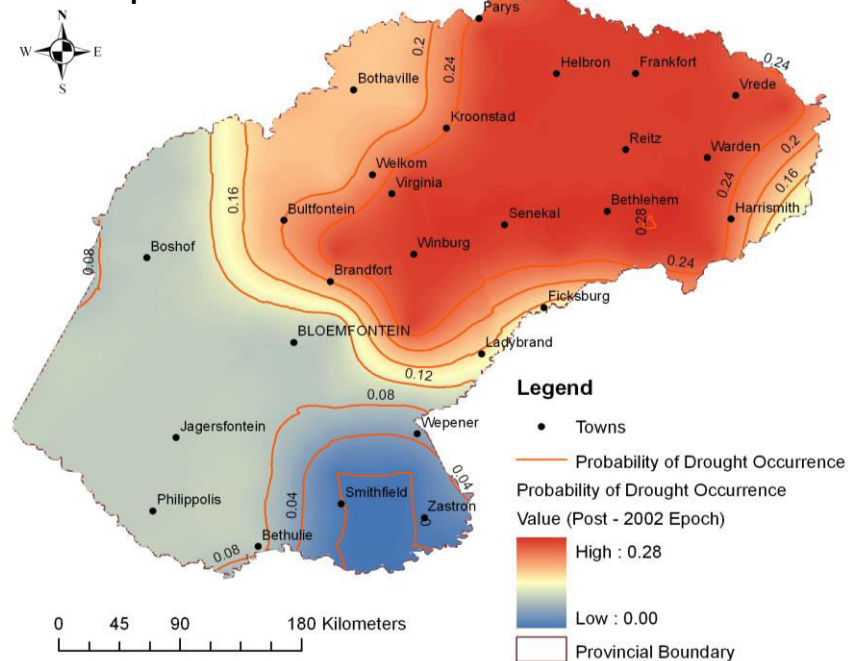 N
W E
S
Parys
0.2
0.24
Helbron
Frankfort
0.24
Bothaville
Vrede
Kroonstad
Reitz
Warden
0.2
Welkom
Virginia
0.16
0.24
0.16
Bultfontein
Bethlehem
Senekal
0.28
Harrismith
Boshof
Winburg
0.08
0.24
Brandfort
Ficksburg
BLOEMFONTEIN
Ladybrand
0.12
0.08
Legend
Towns
Wepener
Jagersfontein
Probability of Drought Occurrence
0.04
Probability of Drought Occurrence
Philippolis
0.04
Smithfield
Zastron
0
Value (Post - 2002 Epoch)
Bethulie
0.08
High : 0.28
Low : 0.00
0 45 90 180 Kilometers
Provincial Boundary